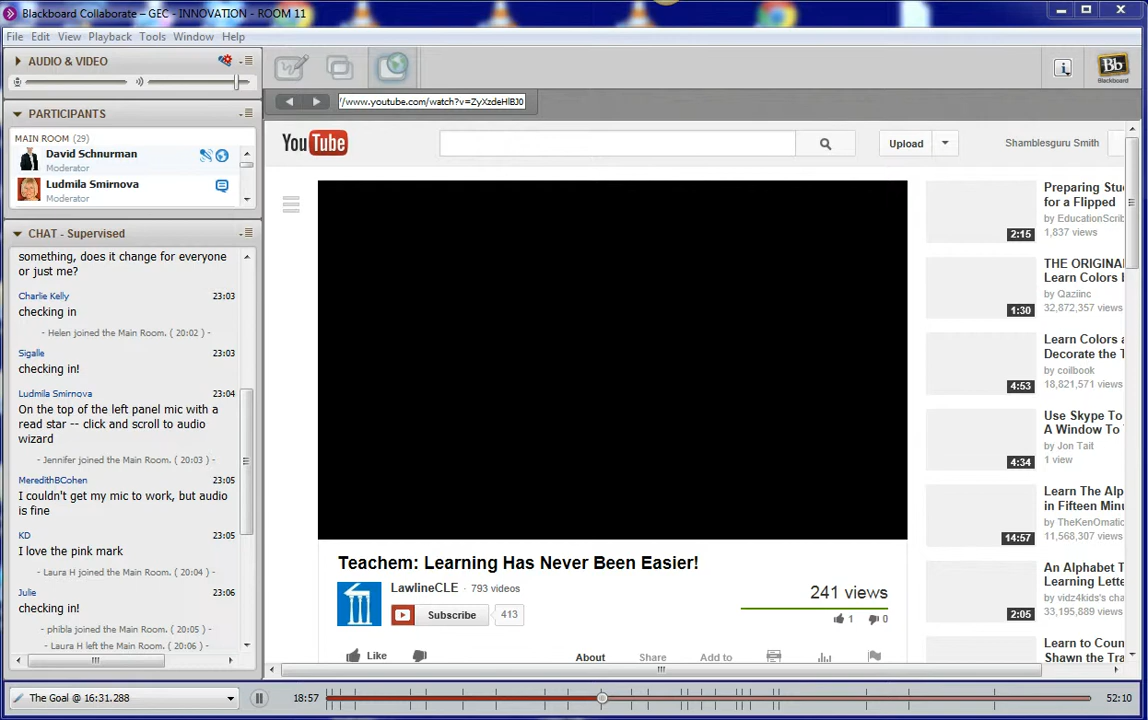 Blackboard Collaborate – GEC - INNOVATION - ROOM 11
File Edit View Playback Tools Window Help
AUDIO & VIDEO
PARTICIPANTS
MAIN ROOM (29)
David Schnurman
Moderator
Ludmila Smirnova
Moderator
CHAT - Supervised
something, does it change for everyone
or just me?
Charlie Kelly 23:03
checking in
- Helen joined the Main Room. ( 20:02 ) -
Sigalle 23:03
checking in!
Ludmila Smirnova 23:04
On the top of the left panel mic with a
read star -- click and scroll to audio
wizard
- Jennifer joined the Main Room. ( 20:03 ) -
MeredithBCohen 23:05
I couldn't get my mic to work, but audio
is fine
KD 23:05
I love the pink mark
- Laura H joined the Main Room. ( 20:04 ) -
Julie 23:06
checking in!
- phibla joined the Main Room. ( 20:05 ) -
- Laura H left the Main Room. ( 20:06 ) -
The Goal @ 16:31.288
18:57
52:10
Bb
Blackboard
//www.youtube.com/watch?v=ZyXzdeHlBJ0
YouTube
Upload
Shamblesguru Smith
Teachem: Learning Has Never Been Easier!
LawlineCLE · 793 videos
Subscribe 413
241 views
1 0
Like
About Share Add to
Preparing Stu
for a Flipped
by EducationScrib
1,837 views
2:15
THE ORIGINA
Learn Colors
by Qaziinc
32,872,357 views
1:30
Learn Colors a
Decorate the T
by coilbook
18,821,571 views
4:53
Use Skype To
A Window To
by Jon Tait
1 view
4:34
Learn The Alp
in Fifteen Minu
by TheKenOmatic
11,568,307 views
14:57
An Alphabet T
Learning Lette
by vidz4kids's cha
33,195,889 views
2:05
Learn to Coun
Shawn the Tra